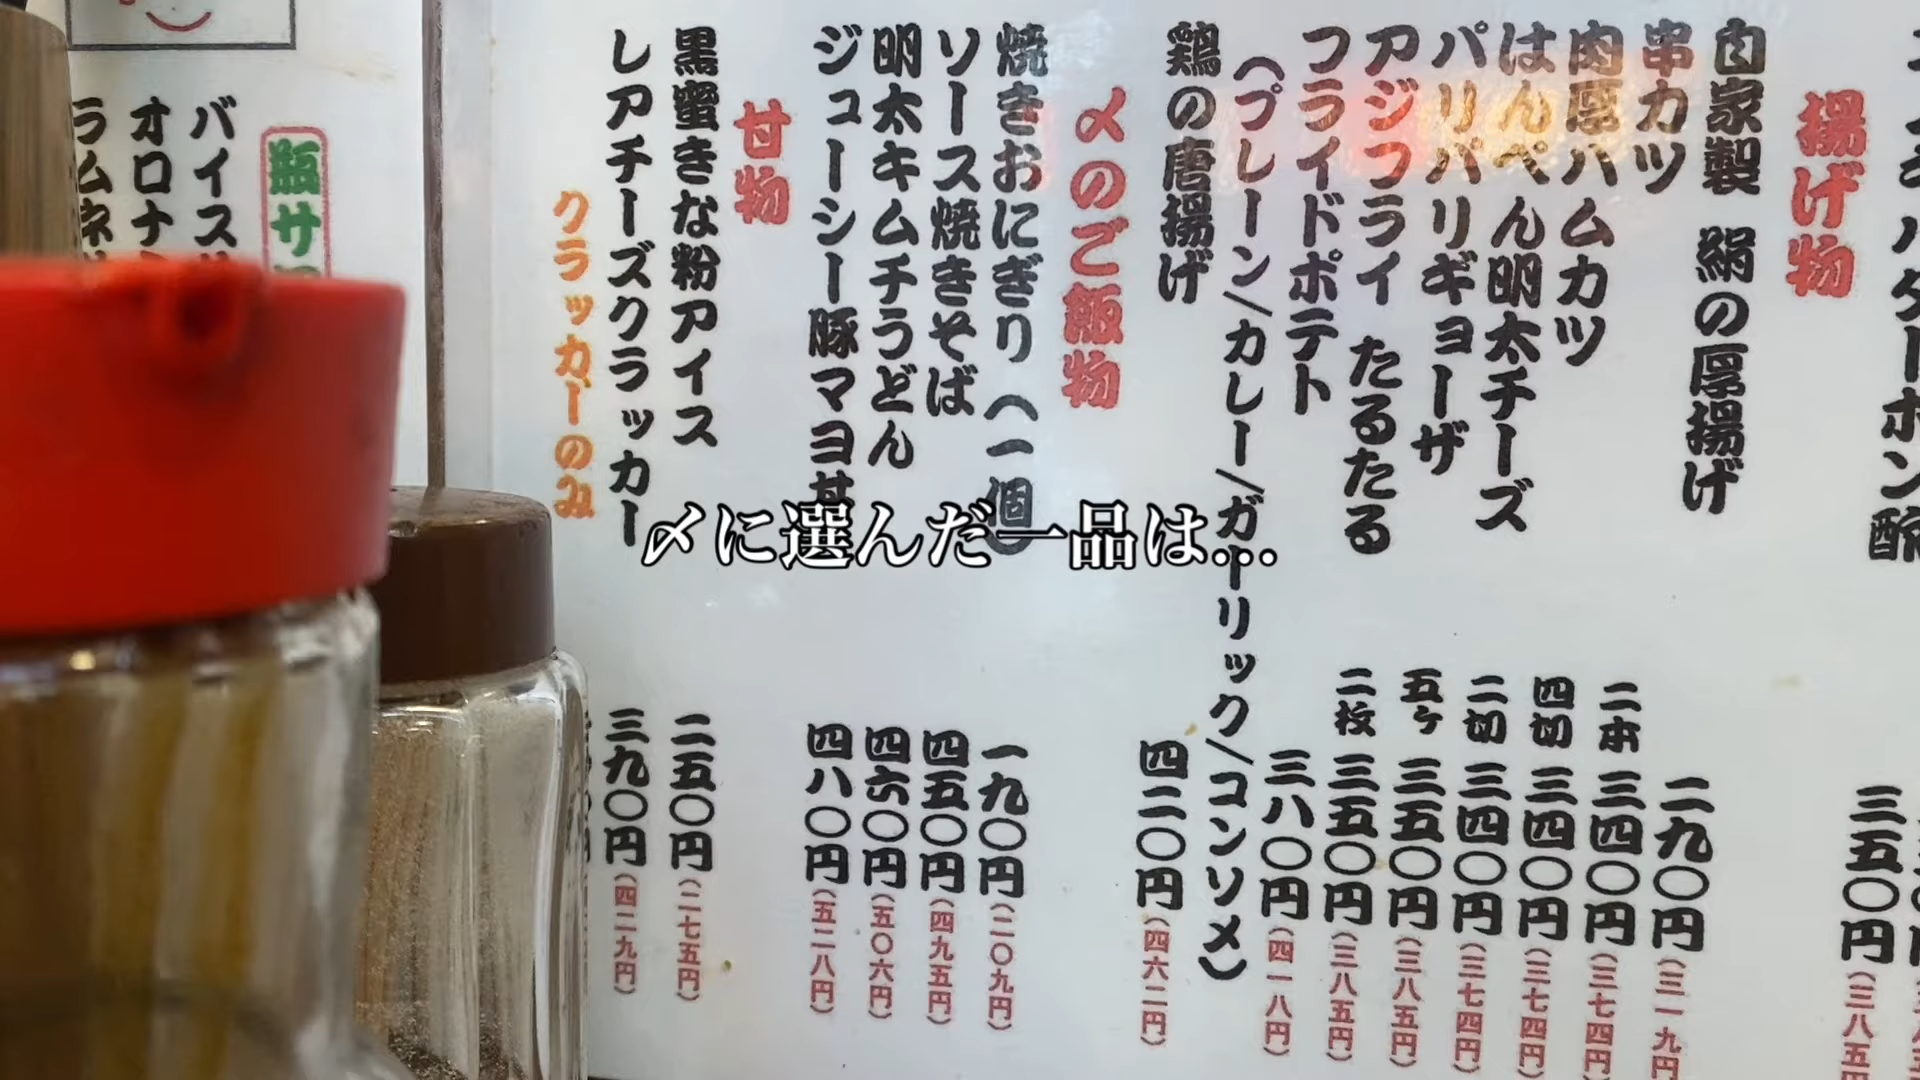 揚げ物
自家製 絹の厚揚げ 二九〇円 (三一九円)
串カツ 二本 三四〇円 (三七四円)
肉厚ハムカツ 四切 三四〇円 (三七四円)
はんぺん明太チーズ 二切 三四〇円 (三七四円)
パリパリギョーザ 五ヶ 三五〇円 (三八五円)
アジフライ たるたる 二枚 三五〇円 (三八五円)
フライドポテト 三八〇円 (四一八円)
(プレーン/カレー/ガーリック/コンソメ)
鶏の唐揚げ 四二〇円 (四六二円)
〆のご飯物
焼きおにぎり (一個) 一九〇円 (二〇九円)
ソース焼きそば 四五〇円 (四九五円)
明太キムチうどん 四六〇円 (五〇六円)
ジューシー豚マヨ丼 四八〇円 (五二八円)
甘物
黒蜜きな粉アイス 二五〇円 (二七五円)
レアチーズクラッカー 三九〇円 (四二九円)
クラッカーのみ
瓶サワ
バイス
オロナ
ラムネ
三五〇円
〆に選んだ一品は…